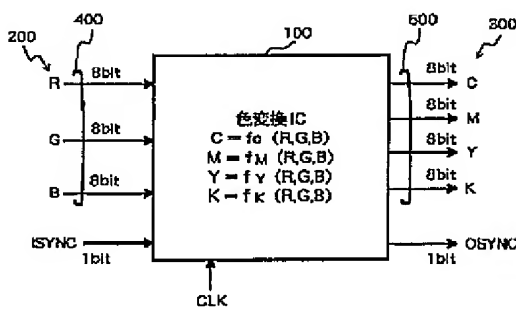 200
400
100
500
300
R 8bit
G 8bit
B 8bit
ISYNC 1bit
色変換IC
C = fc (R,G,B)
M = fM (R,G,B)
Y = fY (R,G,B)
K = fK (R,G,B)
8bit C
8bit M
8bit Y
8bit K
1bit OSYNC
CLK